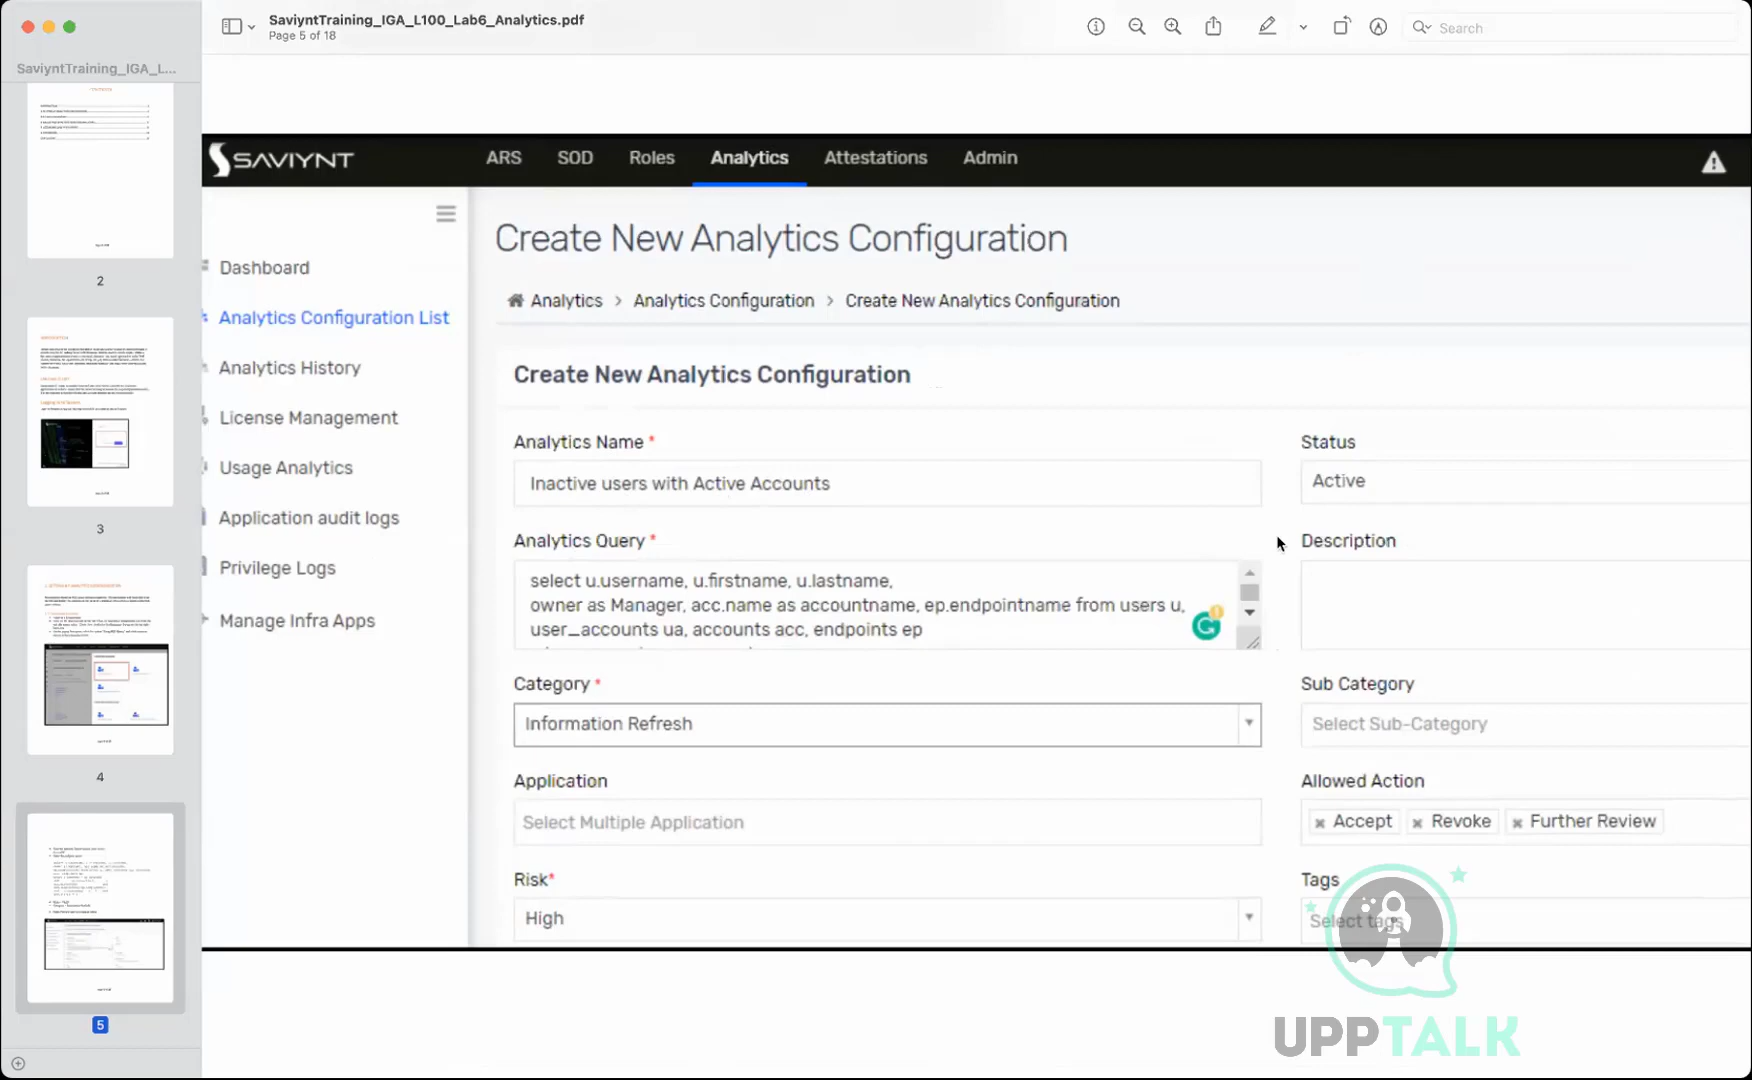 SaviyntTraining_IGA_L100_Lab6_Analytics.pdf
Page 5 of 18
Search
SaviyntTraining_IGA_L...
2
3
4
5
SAVIYNT
ARS
SOD
Roles
Analytics
Attestations
Admin
Dashboard
Analytics Configuration List
Analytics History
License Management
Usage Analytics
Application audit logs
Privilege Logs
Manage Infra Apps
Create New Analytics Configuration
Analytics > Analytics Configuration > Create New Analytics Configuration
Create New Analytics Configuration
Analytics Name *
Inactive users with Active Accounts
Status
Active
Analytics Query *
select u.username, u.firstname, u.lastname,
owner as Manager, acc.name as accountname, ep.endpointname from users u,
user_accounts ua, accounts acc, endpoints ep
Description
Category *
Information Refresh
Sub Category
Select Sub-Category
Application
Select Multiple Application
Allowed Action
× Accept × Revoke × Further Review
Risk*
High
Tags
Select tags
UPPTALK